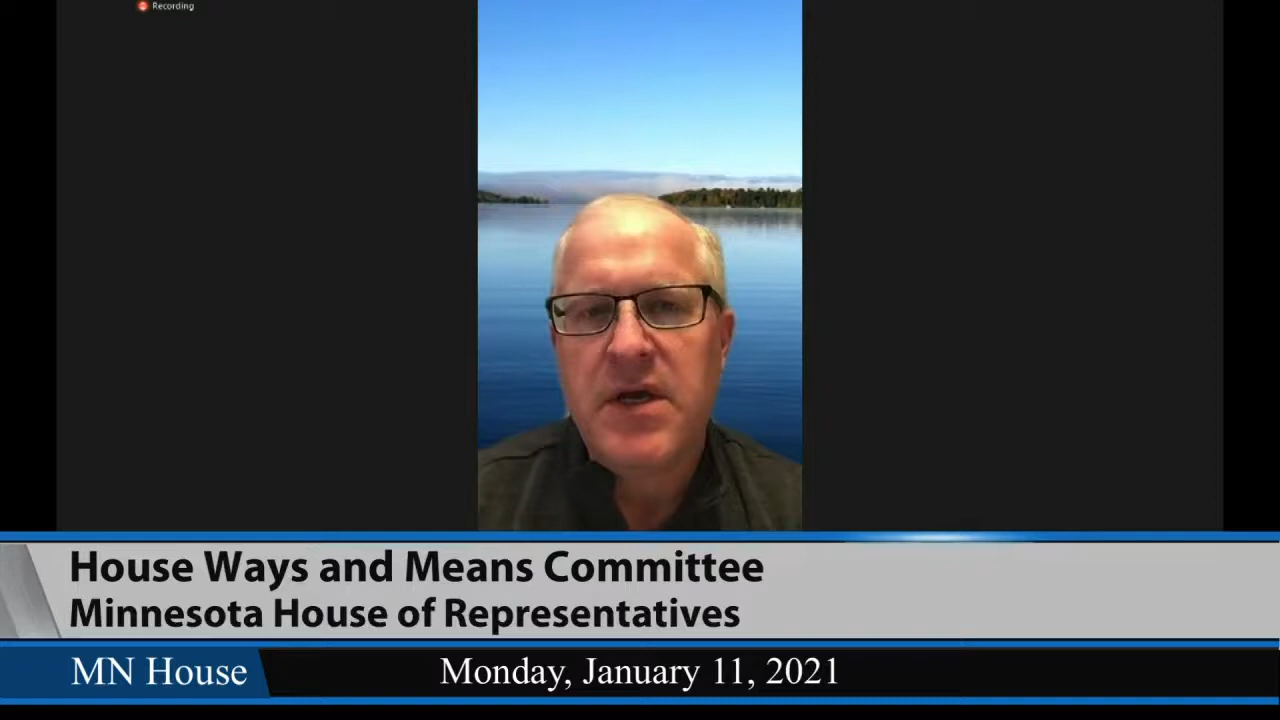 Recording
House Ways and Means Committee
Minnesota House of Representatives
MN House
Monday, January 11, 2021